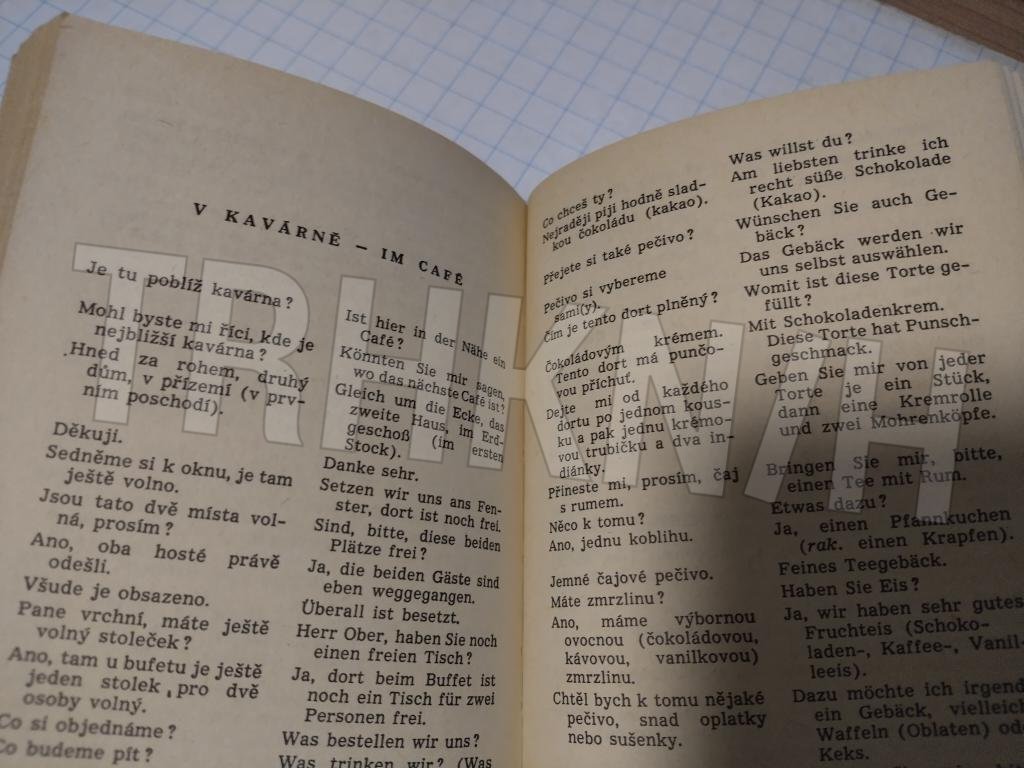 V KAVÁRNĚ — IM CAFÉ
Je tu poblíž kavárna?
Mohl byste mi říci, kde je
nejbližší kavárna?
Hned za rohem, druhý
dům, v přízemí (v prv-
ním poschodí).
Děkuji.
Sedněme si k oknu, je tam
ještě volno.
Jsou tato dvě místa vol-
ná, prosím?
Ano, oba hosté právě
odešli.
Všude je obsazeno.
Pane vrchní, máte ještě
volný stoleček?
Ano, tam u bufetu je ještě
jeden stolek pro dvě
osoby volný.
Co si objednáme?
Co budeme pít?
Ist hier in der Nähe ein
Café?
Könnten Sie mir sagen,
wo das nächste Café ist?
Gleich um die Ecke, das
zweite Haus, im Erd-
geschoß (im ersten
Stock).
Danke sehr.
Setzen wir uns ans Fen-
ster, dort ist noch frei.
Sind, bitte, diese beiden
Plätze frei?
Ja, die beiden Gäste sind
eben weggegangen.
Überall ist besetzt.
Herr Ober, haben Sie noch
einen freien Tisch?
Ja, dort beim Buffet ist
noch ein Tisch für zwei
Personen frei.
Was bestellen wir uns?
Was trinken wir? (Was
Co chceš ty?
Nejraději piji hodně slad-
kou čokoládu (kakao).
Přejete si také pečivo?
Pečivo si vybereme
sami(y).
Čím je tento dort plněný?
Čokoládovým krémem.
Tento dort má punčo-
vou příchuť.
Dejte mi od každého
dortu po jednom kous-
ku a pak jednu krémo-
vou trubičku a dva in-
diánky.
Přineste mi, prosím, čaj
s rumem.
Něco k tomu?
Ano, jednu koblihu.
Jemné čajové pečivo.
Máte zmrzlinu?
Ano, máme výbornou
ovocnou (čokoládovou,
kávovou, vanilkovou)
zmrzlinu.
Chtěl bych k tomu nějaké
pečivo, snad oplatky
nebo sušenky.
Was willst du?
Am liebsten trinke ich
recht süße Schokolade
(Kakao).
Wünschen Sie auch Ge-
bäck?
Das Gebäck werden wir
uns selbst auswählen.
Womit ist diese Torte ge-
füllt?
Mit Schokoladenkrem.
Diese Torte hat Punsch-
geschmack.
Geben Sie mir von jeder
Torte je ein Stück,
dann eine Kremrolle
und zwei Mohrenköpfe.
Bringen Sie mir, bitte,
einen Tee mit Rum.
Etwas dazu?
Ja, einen Pfannkuchen
(rak. einen Krapfen).
Feines Teegebäck.
Haben Sie Eis?
Ja, wir haben sehr gutes
Fruchteis (Schoko-
laden-, Kaffee-, Vanil-
leeis).
Dazu möchte ich irgend
ein Gebäck, vielleich
Waffeln (Oblaten) od
Keks.
TRHKNIH